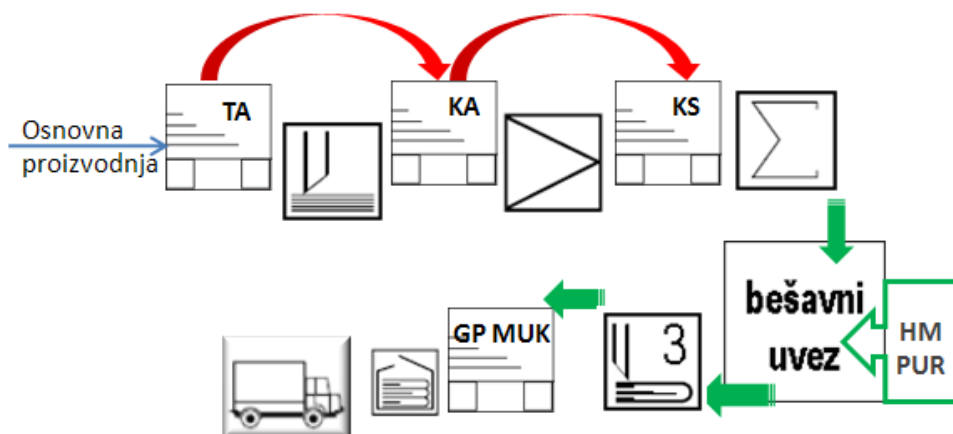 TA
KA
KS
Osnovna
proizvodnja
bešavni
uvez
HM
PUR
3
GP MUK